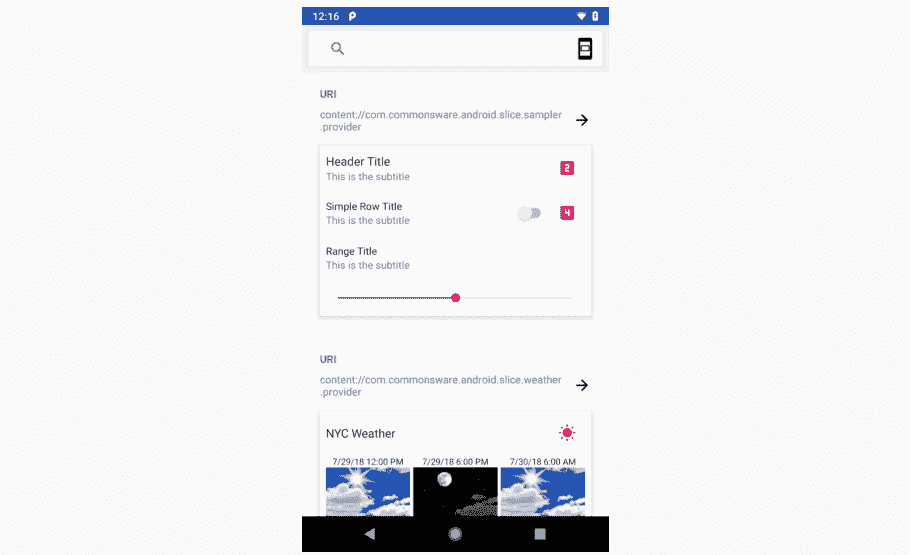 12:16
URI
content://com.commonsware.android.slice.sampler
.provider
Header Title
2
This is the subtitle
Simple Row Title
4
This is the subtitle
Range Title
This is the subtitle
URI
content://com.commonsware.android.slice.weather
.provider
NYC Weather
7/29/18 12:00 PM 7/29/18 6:00 PM 7/30/18 6:00 AM